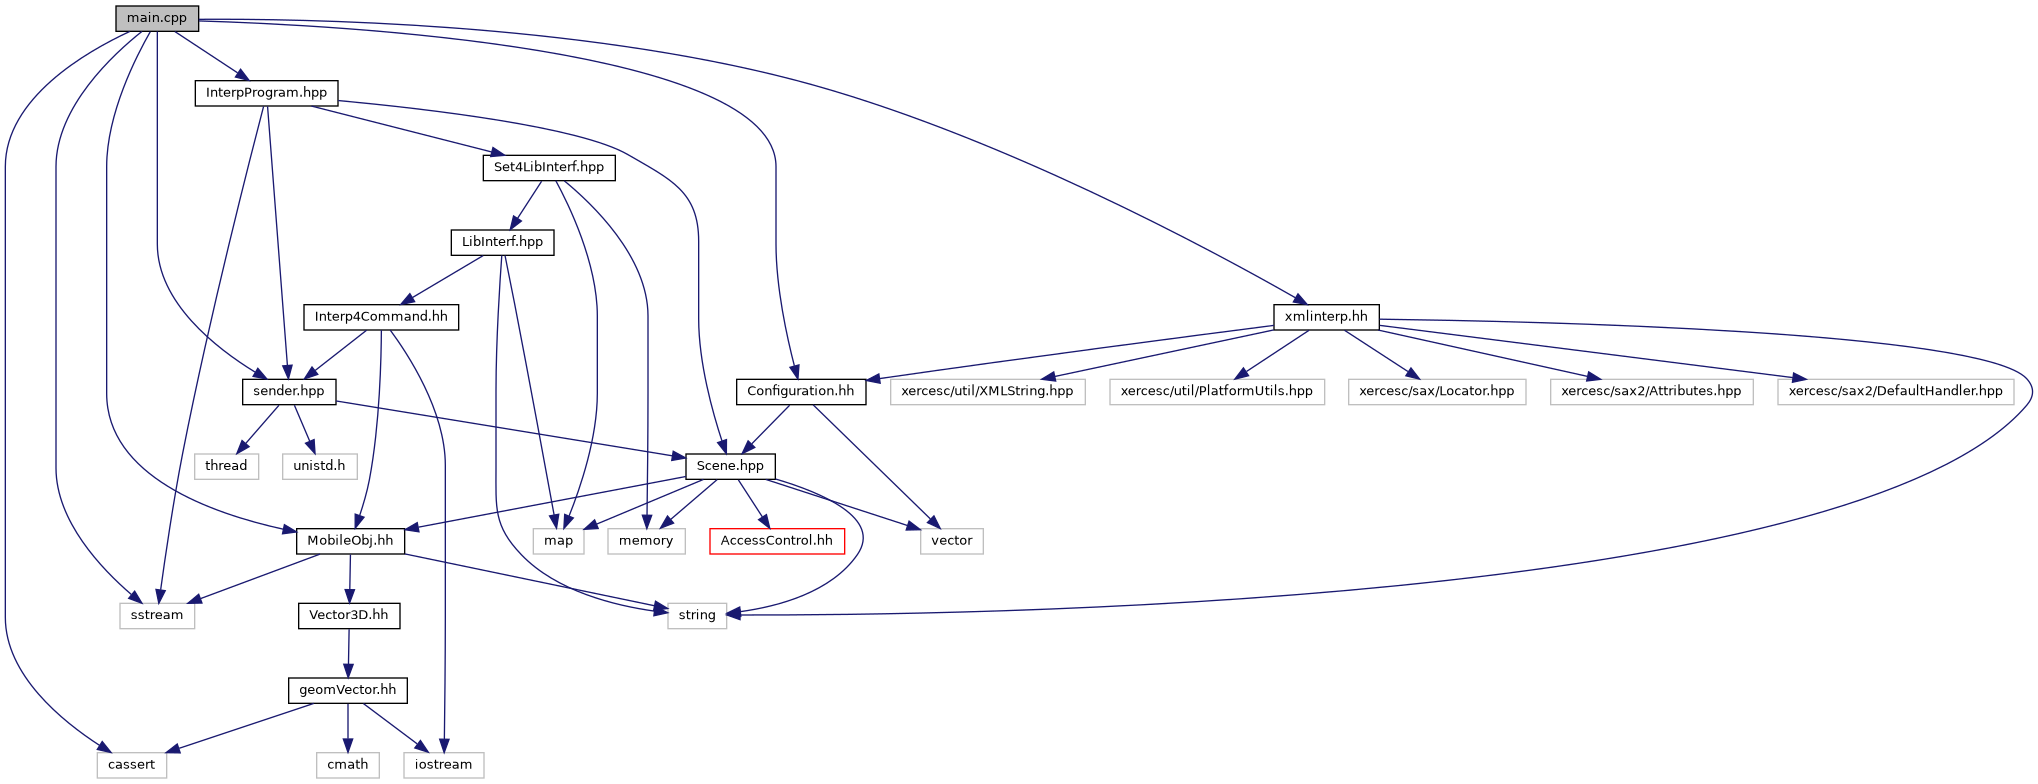 main.cpp
InterpProgram.hpp
Set4LibInterf.hpp
LibInterf.hpp
Interp4Command.hh
xmlinterp.hh
sender.hpp
Configuration.hh
xercesc/util/XMLString.hpp
xercesc/util/PlatformUtils.hpp
xercesc/sax/Locator.hpp
xercesc/sax2/Attributes.hpp
xercesc/sax2/DefaultHandler.hpp
thread
unistd.h
Scene.hpp
MobileObj.hh
map
memory
AccessControl.hh
vector
sstream
Vector3D.hh
string
geomVector.hh
cassert
cmath
iostream